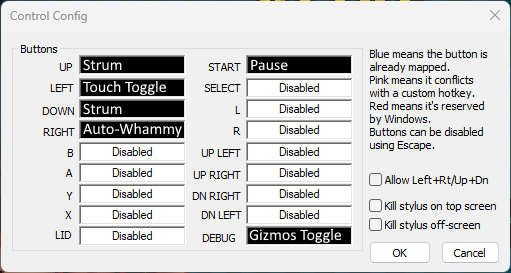 Control Config
Buttons
UP Strum
LEFT Touch Toggle
DOWN Strum
RIGHT Auto-Whammy
B Disabled
A Disabled
Y Disabled
X Disabled
LID Disabled
START Pause
SELECT Disabled
L Disabled
R Disabled
UP LEFT Disabled
UP RIGHT Disabled
DN RIGHT Disabled
DN LEFT Disabled
DEBUG Gizmos Toggle
Blue means the button is
already mapped.
Pink means it conflicts
with a custom hotkey.
Red means it's reserved
by Windows.
Buttons can be disabled
using Escape.
Allow Left+Rt/Up+Dn
Kill stylus on top screen
Kill stylus off-screen
OK Cancel